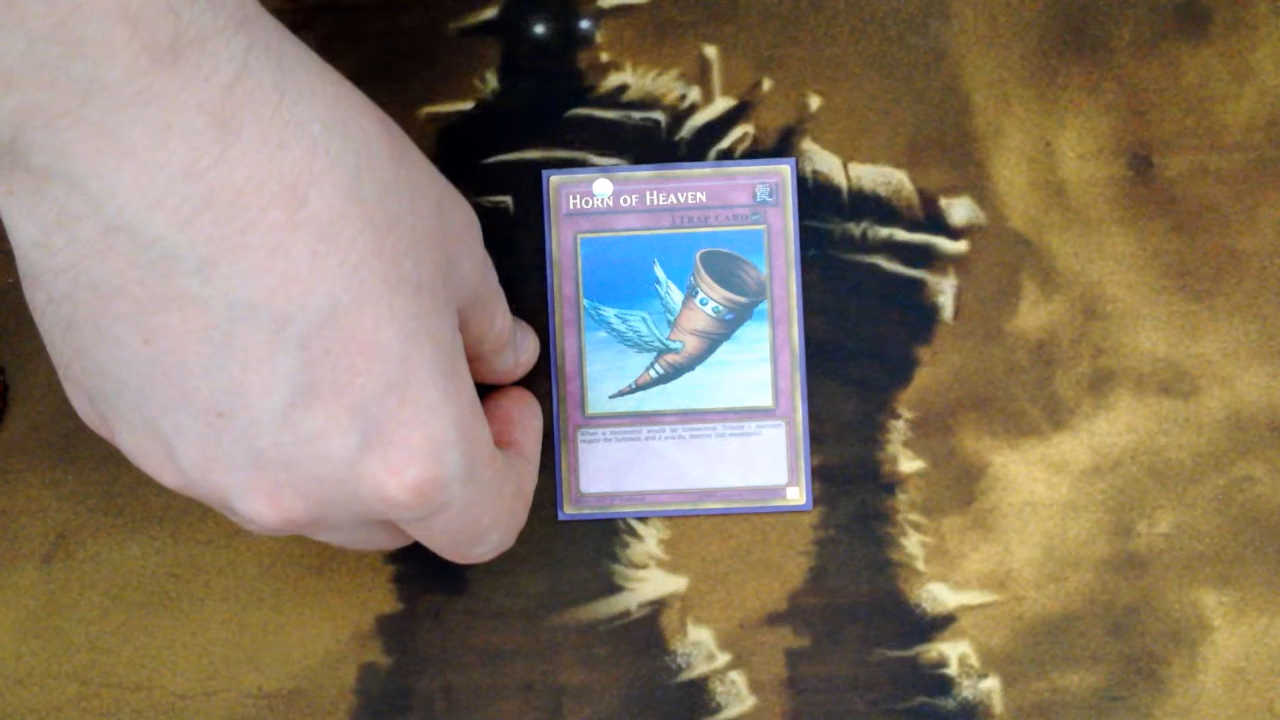 HORN OF HEAVEN
[TRAP CARD
When a monster(s) would be Summoned: Tribute 1 monster;
negate the Summon, and if you do, destroy that monster(s).